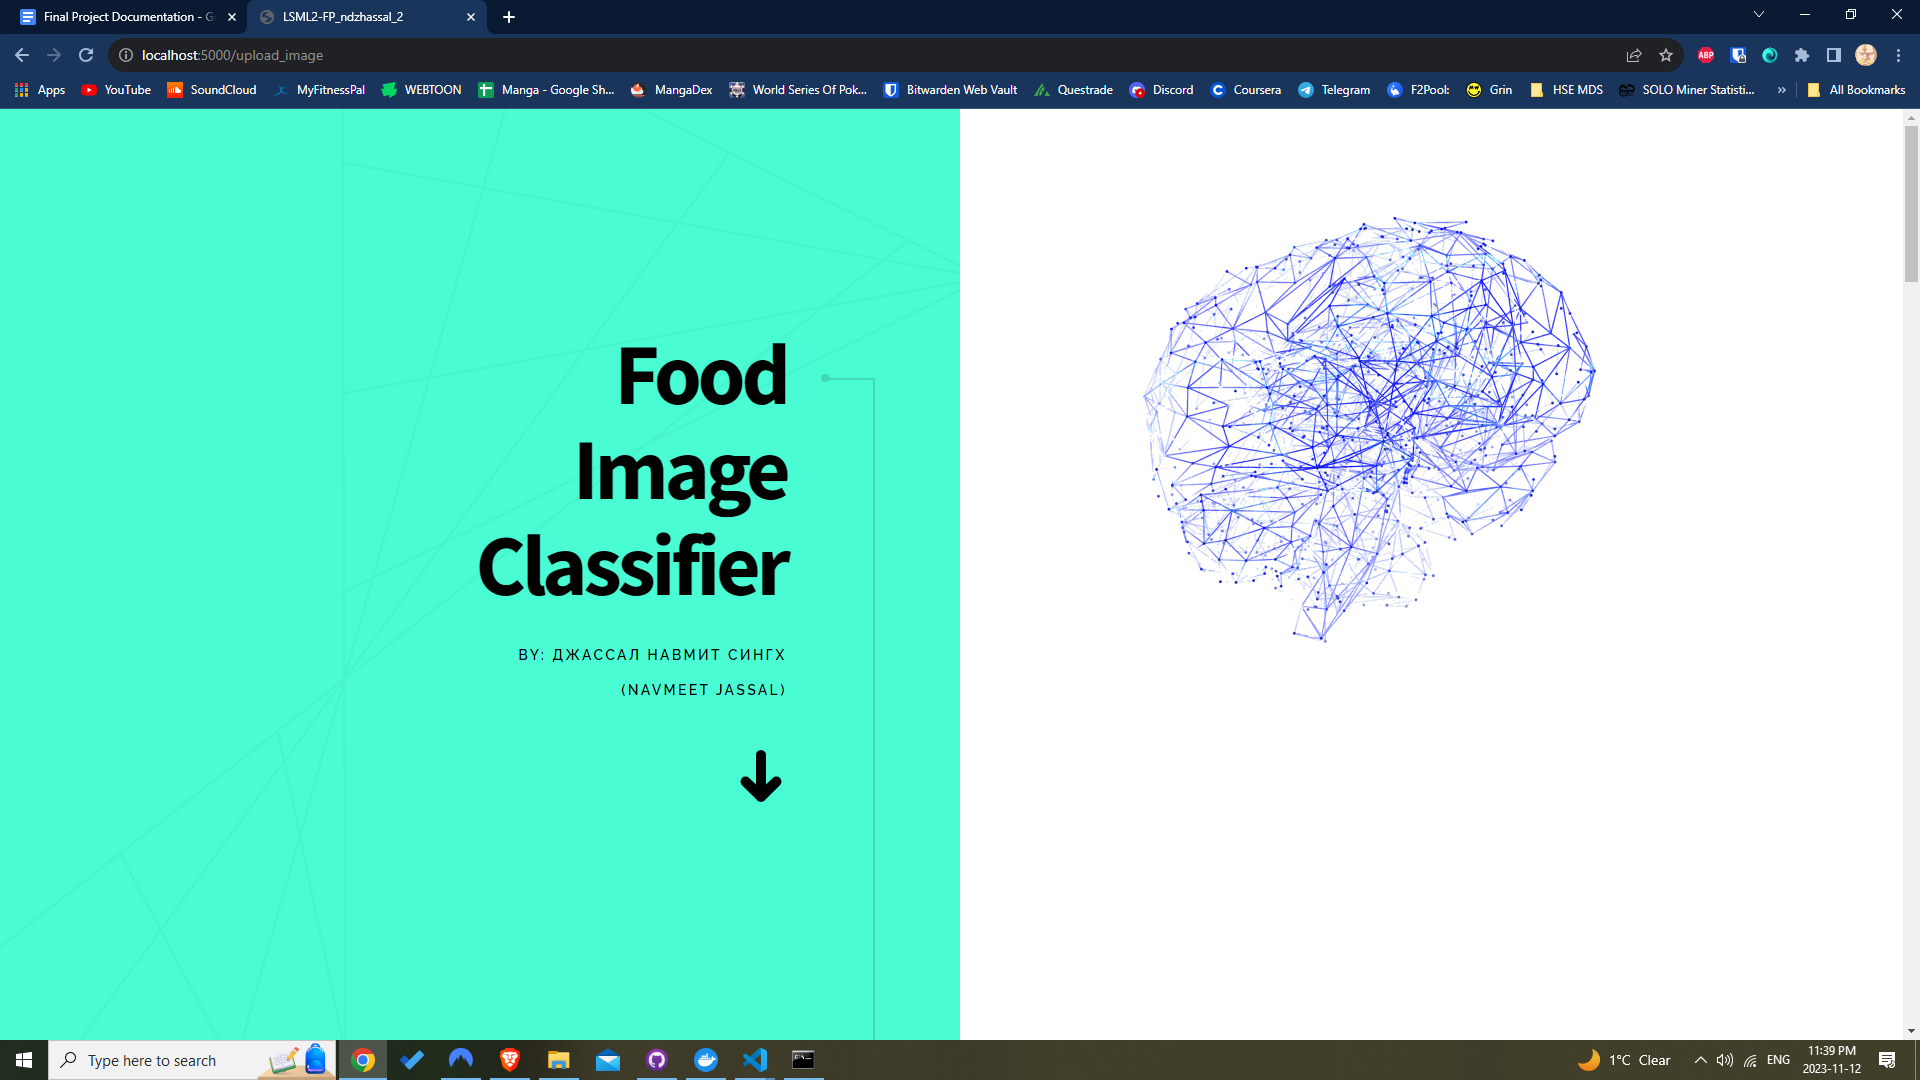 Final Project Documentation - G
LSML2-FP_ndzhassal_2
localhost:5000/upload_image
ABP
Apps
YouTube
SoundCloud
MyFitnessPal
WEBTOON
Manga - Google Sh...
MangaDex
World Series Of Pok...
Bitwarden Web Vault
Questrade
Discord
Coursera
Telegram
F2Pool:
Grin
HSE MDS
SOLO Miner Statisti...
»
All Bookmarks
Food
Image
Classifier
BY: ДЖАССАЛ НАВМИТ СИНГХ
(NAVMEET JASSAL)
Type here to search
1°C Clear
ENG
11:39 PM
2023-11-12